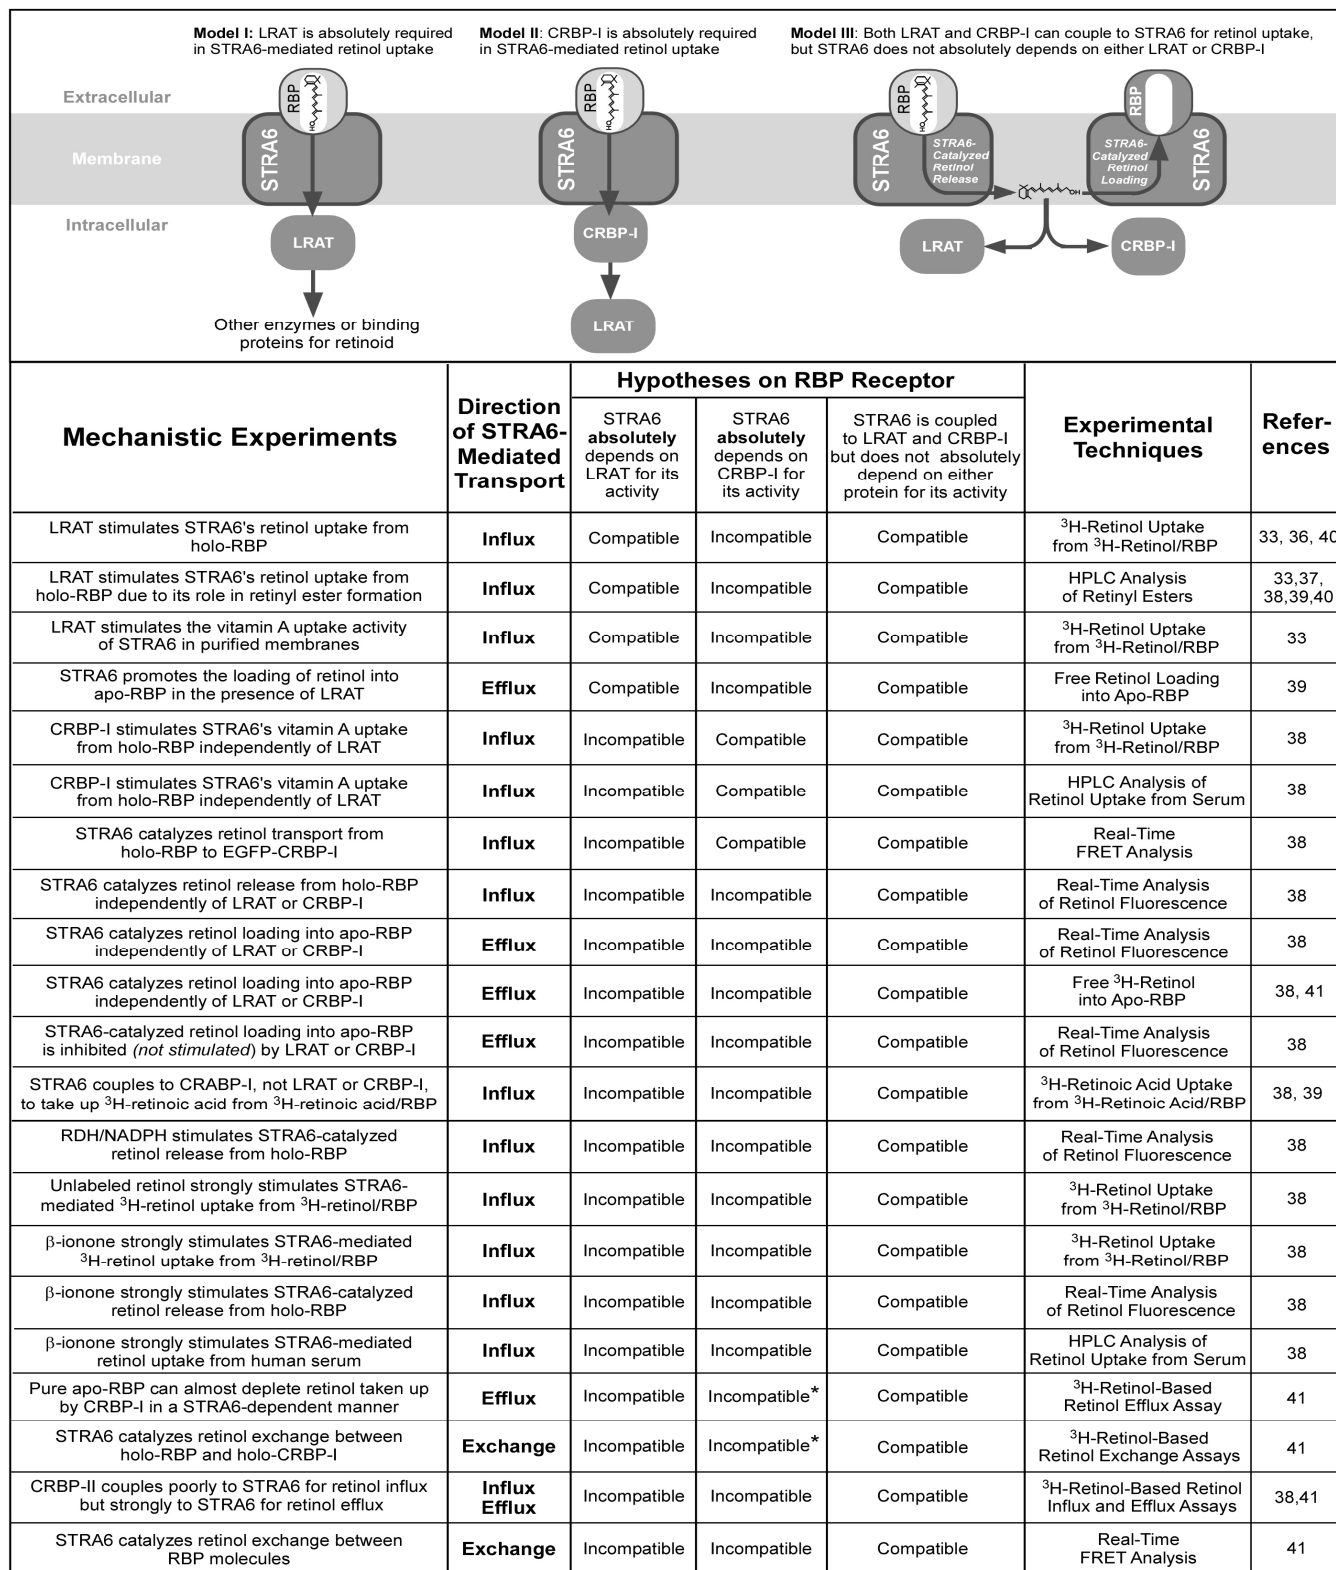 Model I: LRAT is absolutely required
in STRA6-mediated retinol uptake
Model II: CRBP-I is absolutely required
in STRA6-mediated retinol uptake
Model III: Both LRAT and CRBP-I can couple to STRA6 for retinol uptake,
but STRA6 does not absolutely depends on either LRAT or CRBP-I
Extracellular
Membrane
Intracellular
RBP
HO
STRA6
LRAT
Other enzymes or binding
proteins for retinoid
RBP
HO
STRA6
CRBP-I
LRAT
RBP
HO
STRA6
STRA6-
Catalyzed
Retinol
Release
OH
RBP
STRA6-
Catalyzed
Retinol
Loading
STRA6
LRAT
CRBP-I
Mechanistic Experiments
Direction
of STRA6-
Mediated
Transport
Hypotheses on RBP Receptor
STRA6
absolutely
depends on
LRAT for its
activity
STRA6
absolutely
depends on
CRBP-I for
its activity
STRA6 is coupled
to LRAT and CRBP-I
but does not absolutely
depend on either
protein for its activity
Experimental
Techniques
Refer-
ences
LRAT stimulates STRA6's retinol uptake from
holo-RBP
Influx
Compatible
Incompatible
Compatible
³H-Retinol Uptake
from ³H-Retinol/RBP
33, 36, 40
LRAT stimulates STRA6's retinol uptake from
holo-RBP due to its role in retinyl ester formation
Influx
Compatible
Incompatible
Compatible
HPLC Analysis
of Retinyl Esters
33,37,
38,39,40
LRAT stimulates the vitamin A uptake activity
of STRA6 in purified membranes
Influx
Compatible
Incompatible
Compatible
³H-Retinol Uptake
from ³H-Retinol/RBP
33
STRA6 promotes the loading of retinol into
apo-RBP in the presence of LRAT
Efflux
Compatible
Incompatible
Compatible
Free Retinol Loading
into Apo-RBP
39
CRBP-I stimulates STRA6's vitamin A uptake
from holo-RBP independently of LRAT
Influx
Incompatible
Compatible
Compatible
³H-Retinol Uptake
from ³H-Retinol/RBP
38
CRBP-I stimulates STRA6's vitamin A uptake
from holo-RBP independently of LRAT
Influx
Incompatible
Compatible
Compatible
HPLC Analysis of
Retinol Uptake from Serum
38
STRA6 catalyzes retinol transport from
holo-RBP to EGFP-CRBP-I
Influx
Incompatible
Compatible
Compatible
Real-Time
FRET Analysis
38
STRA6 catalyzes retinol release from holo-RBP
independently of LRAT or CRBP-I
Influx
Incompatible
Incompatible
Compatible
Real-Time Analysis
of Retinol Fluorescence
38
STRA6 catalyzes retinol loading into apo-RBP
independently of LRAT or CRBP-I
Efflux
Incompatible
Incompatible
Compatible
Real-Time Analysis
of Retinol Fluorescence
38
STRA6 catalyzes retinol loading into apo-RBP
independently of LRAT or CRBP-I
Efflux
Incompatible
Incompatible
Compatible
Free ³H-Retinol
into Apo-RBP
38, 41
STRA6-catalyzed retinol loading into apo-RBP
is inhibited (not stimulated) by LRAT or CRBP-I
Efflux
Incompatible
Incompatible
Compatible
Real-Time Analysis
of Retinol Fluorescence
38
STRA6 couples to CRABP-I, not LRAT or CRBP-I,
to take up ³H-retinoic acid from ³H-retinoic acid/RBP
Influx
Incompatible
Incompatible
Compatible
³H-Retinoic Acid Uptake
from ³H-Retinoic Acid/RBP
38, 39
RDH/NADPH stimulates STRA6-catalyzed
retinol release from holo-RBP
Influx
Incompatible
Incompatible
Compatible
Real-Time Analysis
of Retinol Fluorescence
38
Unlabeled retinol strongly stimulates STRA6-
mediated ³H-retinol uptake from ³H-retinol/RBP
Influx
Incompatible
Incompatible
Compatible
³H-Retinol Uptake
from ³H-Retinol/RBP
38
β-ionone strongly stimulates STRA6-mediated
³H-retinol uptake from ³H-retinol/RBP
Influx
Incompatible
Incompatible
Compatible
³H-Retinol Uptake
from ³H-Retinol/RBP
38
β-ionone strongly stimulates STRA6-catalyzed
retinol release from holo-RBP
Influx
Incompatible
Incompatible
Compatible
Real-Time Analysis
of Retinol Fluorescence
38
β-ionone strongly stimulates STRA6-mediated
retinol uptake from human serum
Influx
Incompatible
Incompatible
Compatible
HPLC Analysis of
Retinol Uptake from Serum
38
Pure apo-RBP can almost deplete retinol taken up
by CRBP-I in a STRA6-dependent manner
Efflux
Incompatible
Incompatible*
Compatible
³H-Retinol-Based
Retinol Efflux Assay
41
STRA6 catalyzes retinol exchange between
holo-RBP and holo-CRBP-I
Exchange
Incompatible
Incompatible*
Compatible
³H-Retinol-Based
Retinol Exchange Assays
41
CRBP-II couples poorly to STRA6 for retinol influx
but strongly to STRA6 for retinol efflux
Influx
Efflux
Incompatible
Incompatible
Compatible
³H-Retinol-Based Retinol
Influx and Efflux Assays
38,41
STRA6 catalyzes retinol exchange between
RBP molecules
Exchange
Incompatible
Incompatible
Compatible
Real-Time
FRET Analysis
41